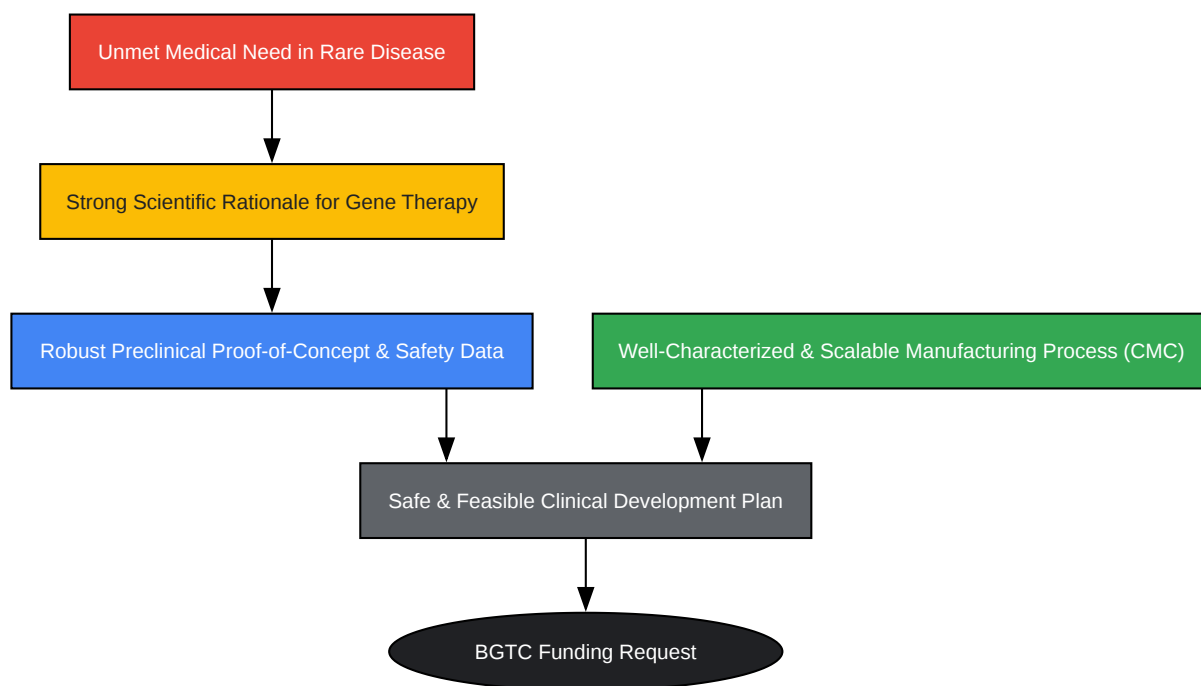 Unmet Medical Need in Rare Disease
Strong Scientific Rationale for Gene Therapy
Robust Preclinical Proof-of-Concept & Safety Data
Well-Characterized & Scalable Manufacturing Process (CMC)
Safe & Feasible Clinical Development Plan
BGTC Funding Request